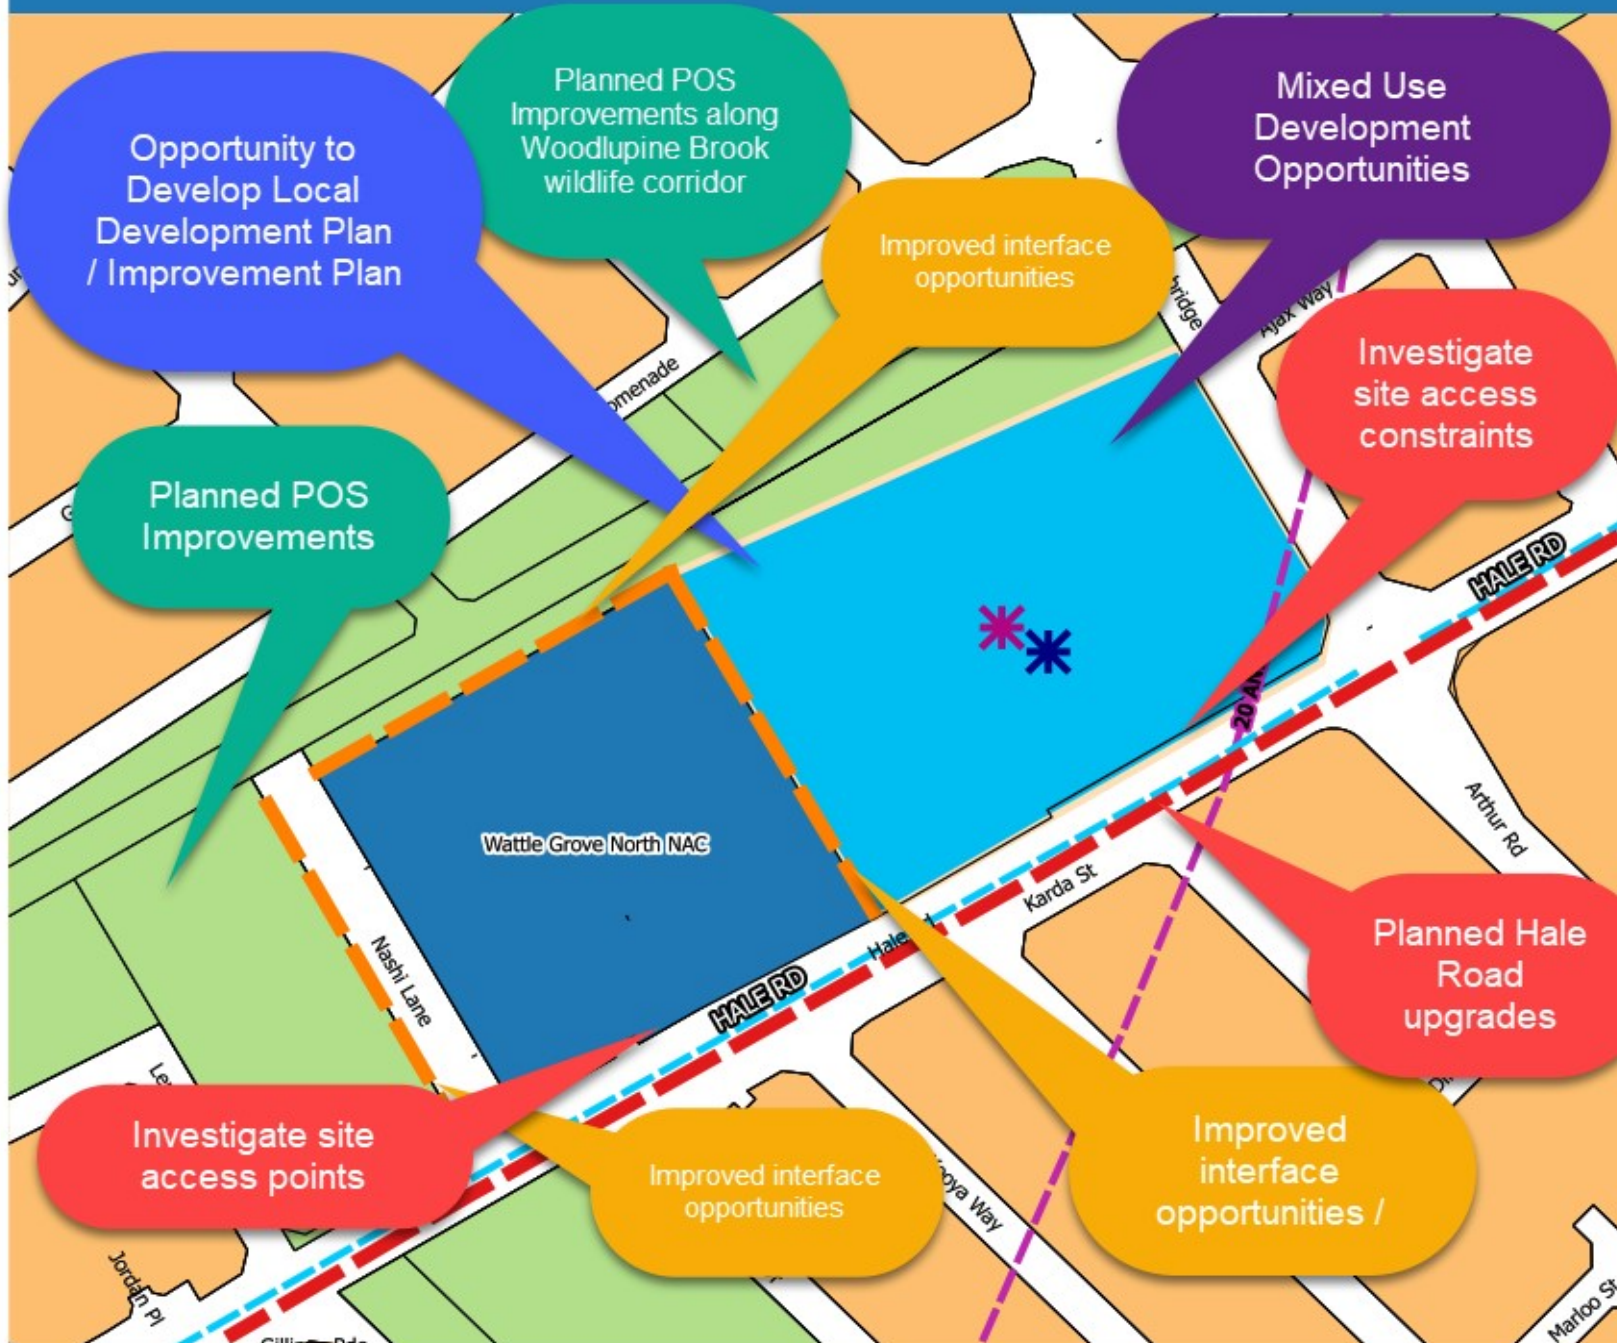 Opportunity to
Develop Local
Development Plan
/ Improvement Plan
Planned POS
Improvements along
Woodlupine Brook
wildlife corridor
Mixed Use
Development
Opportunities
Improved interface
opportunities
Ajax Way
Investigate
site access
constraints
Planned POS
Improvements
HALE RD
Wattle Grove North NAC
Arthur Rd
Karda St
Nashi Lane
HALE RD
Planned Hale
Road
upgrades
Investigate site
access points
Improved interface
opportunities
Improved
interface
opportunities /
Jordan Pl
Marloo St